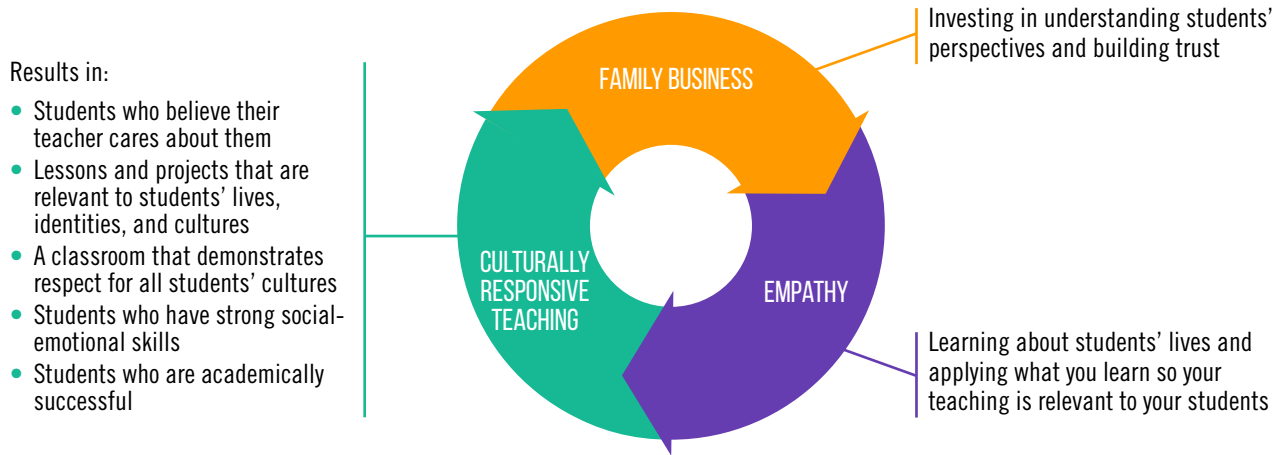 Results in:
• Students who believe their
teacher cares about them
• Lessons and projects that are
relevant to students’ lives,
identities, and cultures
• A classroom that demonstrates
respect for all students’ cultures
• Students who have strong social-
emotional skills
• Students who are academically
successful
FAMILY BUSINESS
Investing in understanding students’
perspectives and building trust
CULTURALLY
RESPONSIVE
TEACHING
EMPATHY
Learning about students’ lives and
applying what you learn so your
teaching is relevant to your students